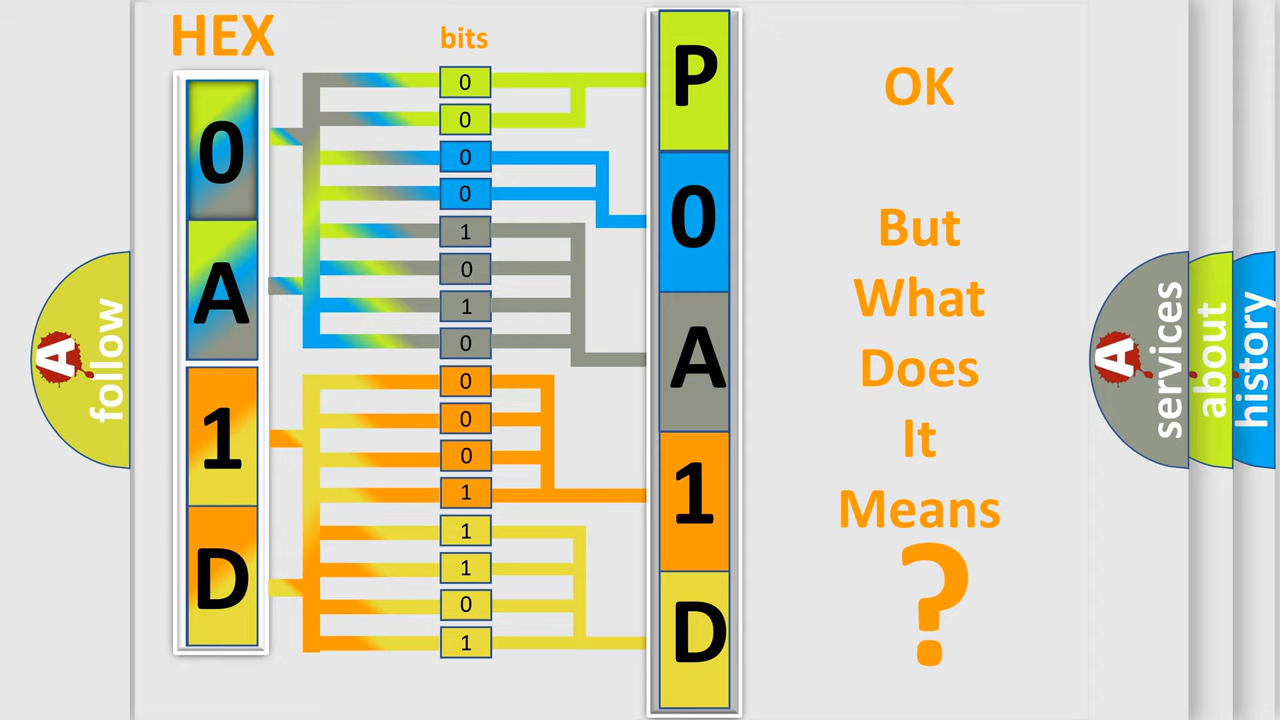 HEX
bits
0
A
1
D
0
0
0
0
1
0
1
0
0
0
0
1
1
1
0
1
P
0
A
1
D
OK
But
What
Does
It
Means
?
A
follow
A
services
about
history